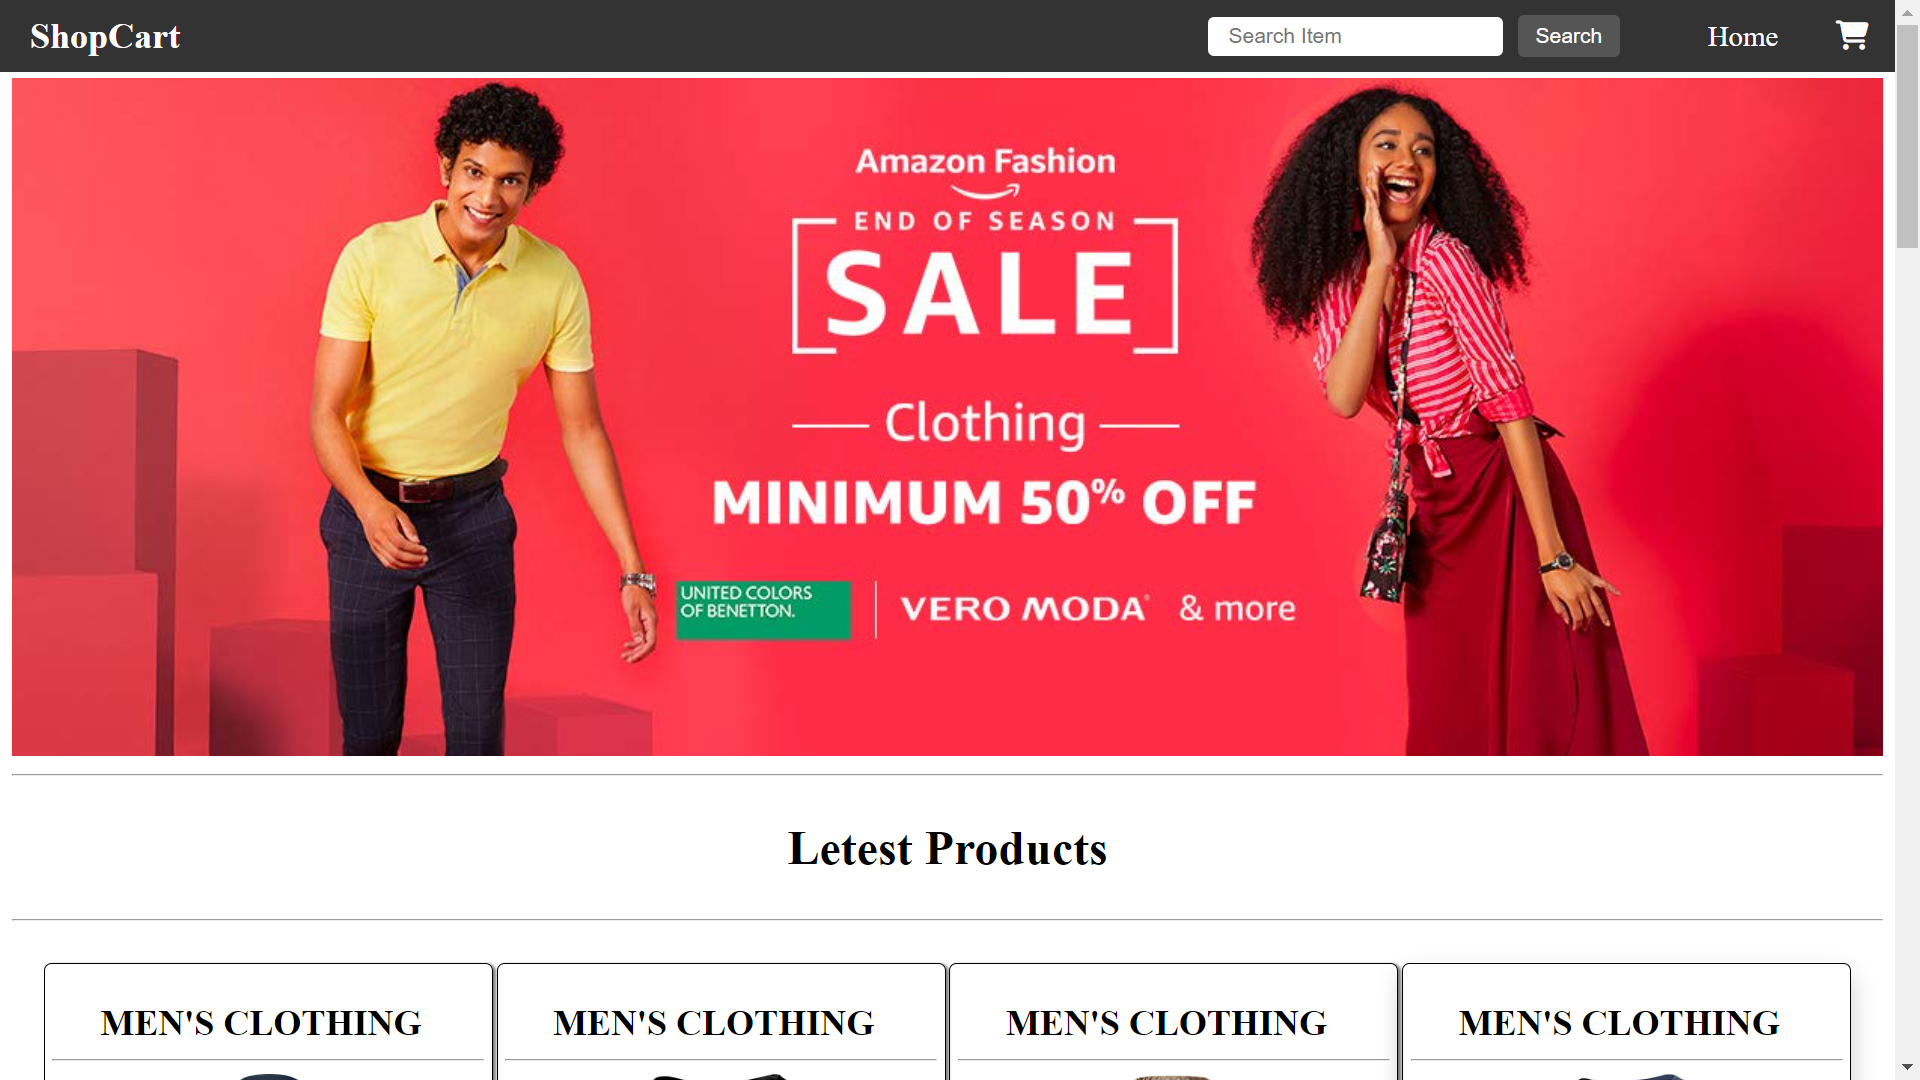 ShopCart
Search Item
Search
Home
Amazon Fashion
END OF SEASON
SALE
Clothing
MINIMUM 50% OFF
UNITED COLORS
OF BENETTON.
VERO MODA
& more
Letest Products
MEN'S CLOTHING
MEN'S CLOTHING
MEN'S CLOTHING
MEN'S CLOTHING